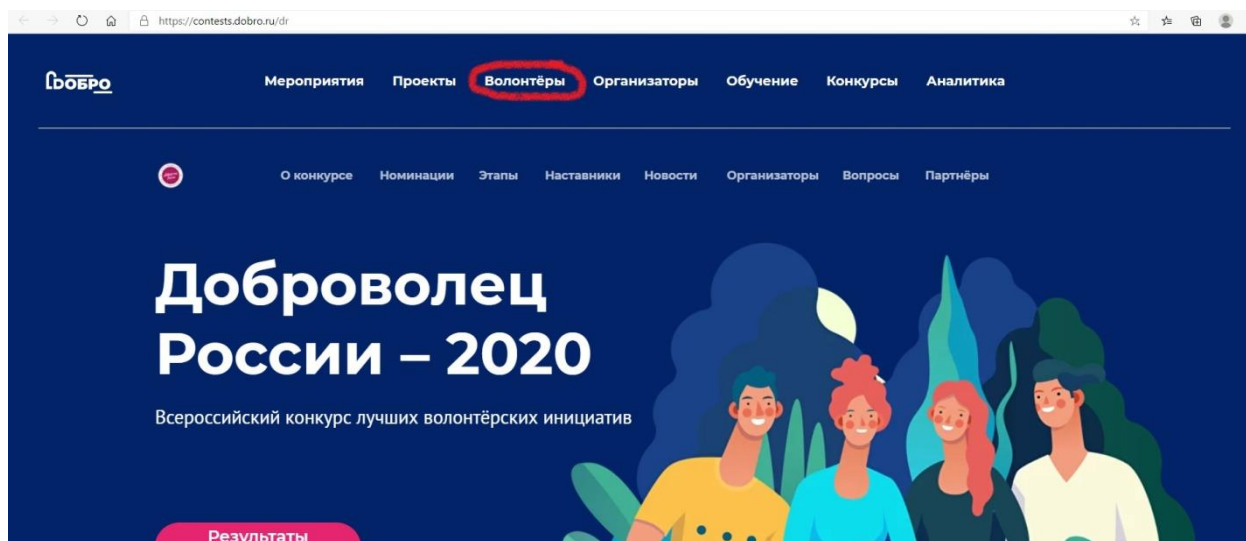 https://contests.dobro.ru/dr
ДОБРО Мероприятия Проекты Волонтёры Организаторы Обучение Конкурсы Аналитика
О конкурсе Номинации Этапы Наставники Новости Организаторы Вопросы Партнёры
Доброволец
России – 2020
Всероссийский конкурс лучших волонтёрских инициатив
Результаты